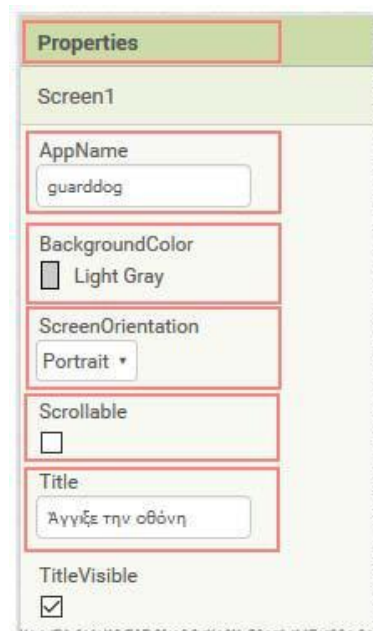 Properties
Screen1
AppName
guarddog
BackgroundColor
Light Gray
ScreenOrientation
Portrait
Scrollable
Title
Άγγιξε την οθόνη
TitleVisible